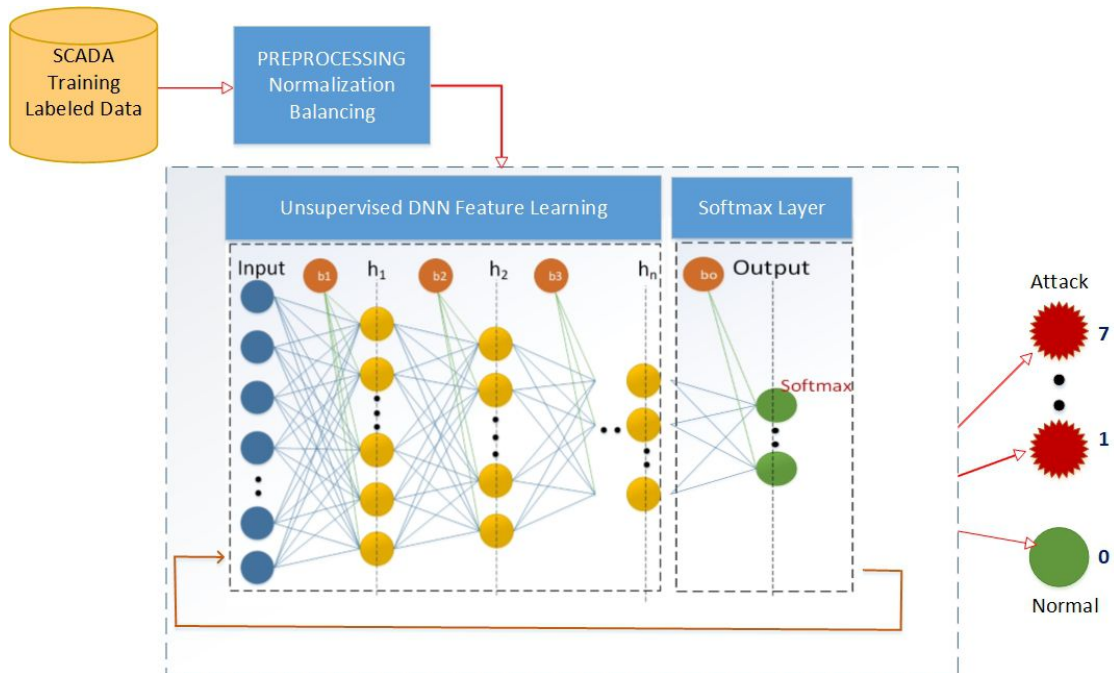 SCADA
Training
Labeled Data
PREPROCESSING
Normalization
Balancing
Unsupervised DNN Feature Learning
Softmax Layer
Input
b1
h1
b2
h2
b3
hn
bo
Output
Softmax
Attack
7
1
0
Normal